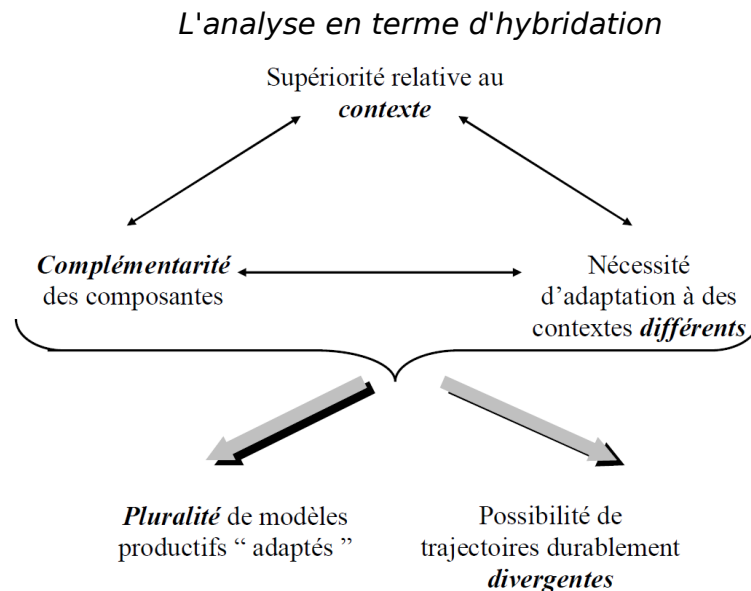 L'analyse en terme d'hybridation
Supériorité relative au
contexte
Complémentarité
des composantes
Nécessité
d'adaptation à des
contextes différents
Pluralité de modèles
productifs “ adaptés ”
Possibilité de
trajectoires durablement
divergentes